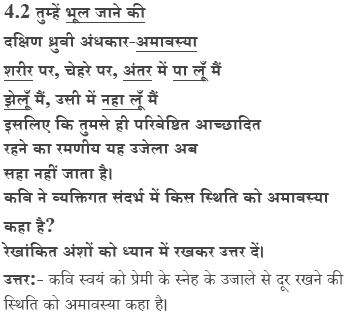 4.2 तुम्हें भूल जाने की
दक्षिण ध्रुवी अंधकार-अमावस्या
शरीर पर, चेहरे पर, अंतर में पा लूँ मैं
झेलूँ मैं, उसी में नहा लूँ मैं
इसलिए कि तुमसे ही परिवेष्टित आच्छादित
रहने का रमणीय यह उजेला अब
सहा नहीं जाता है।
कवि ने व्यक्तिगत संदर्भ में किस स्थिति को अमावस्या
कहा है?
रेखांकित अंशों को ध्यान में रखकर उत्तर दें।
उत्तर:- कवि स्वयं को प्रेमी के स्नेह के उजाले से दूर रखने की
स्थिति को अमावस्या कहा है।